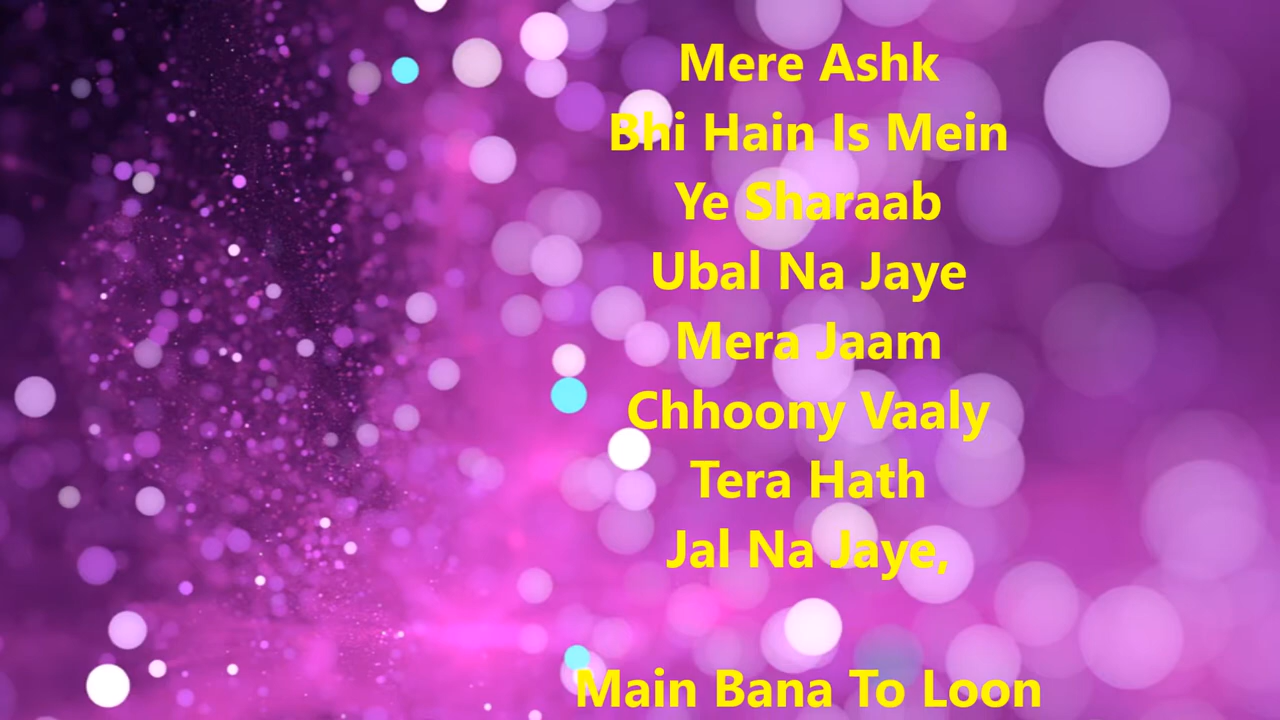 Mere Ashk
Bhi Hain Is Mein
Ye Sharaab
Ubal Na Jaye
Mera Jaam
Chhoony Vaaly
Tera Hath
Jal Na Jaye,
Main Bana To Loon